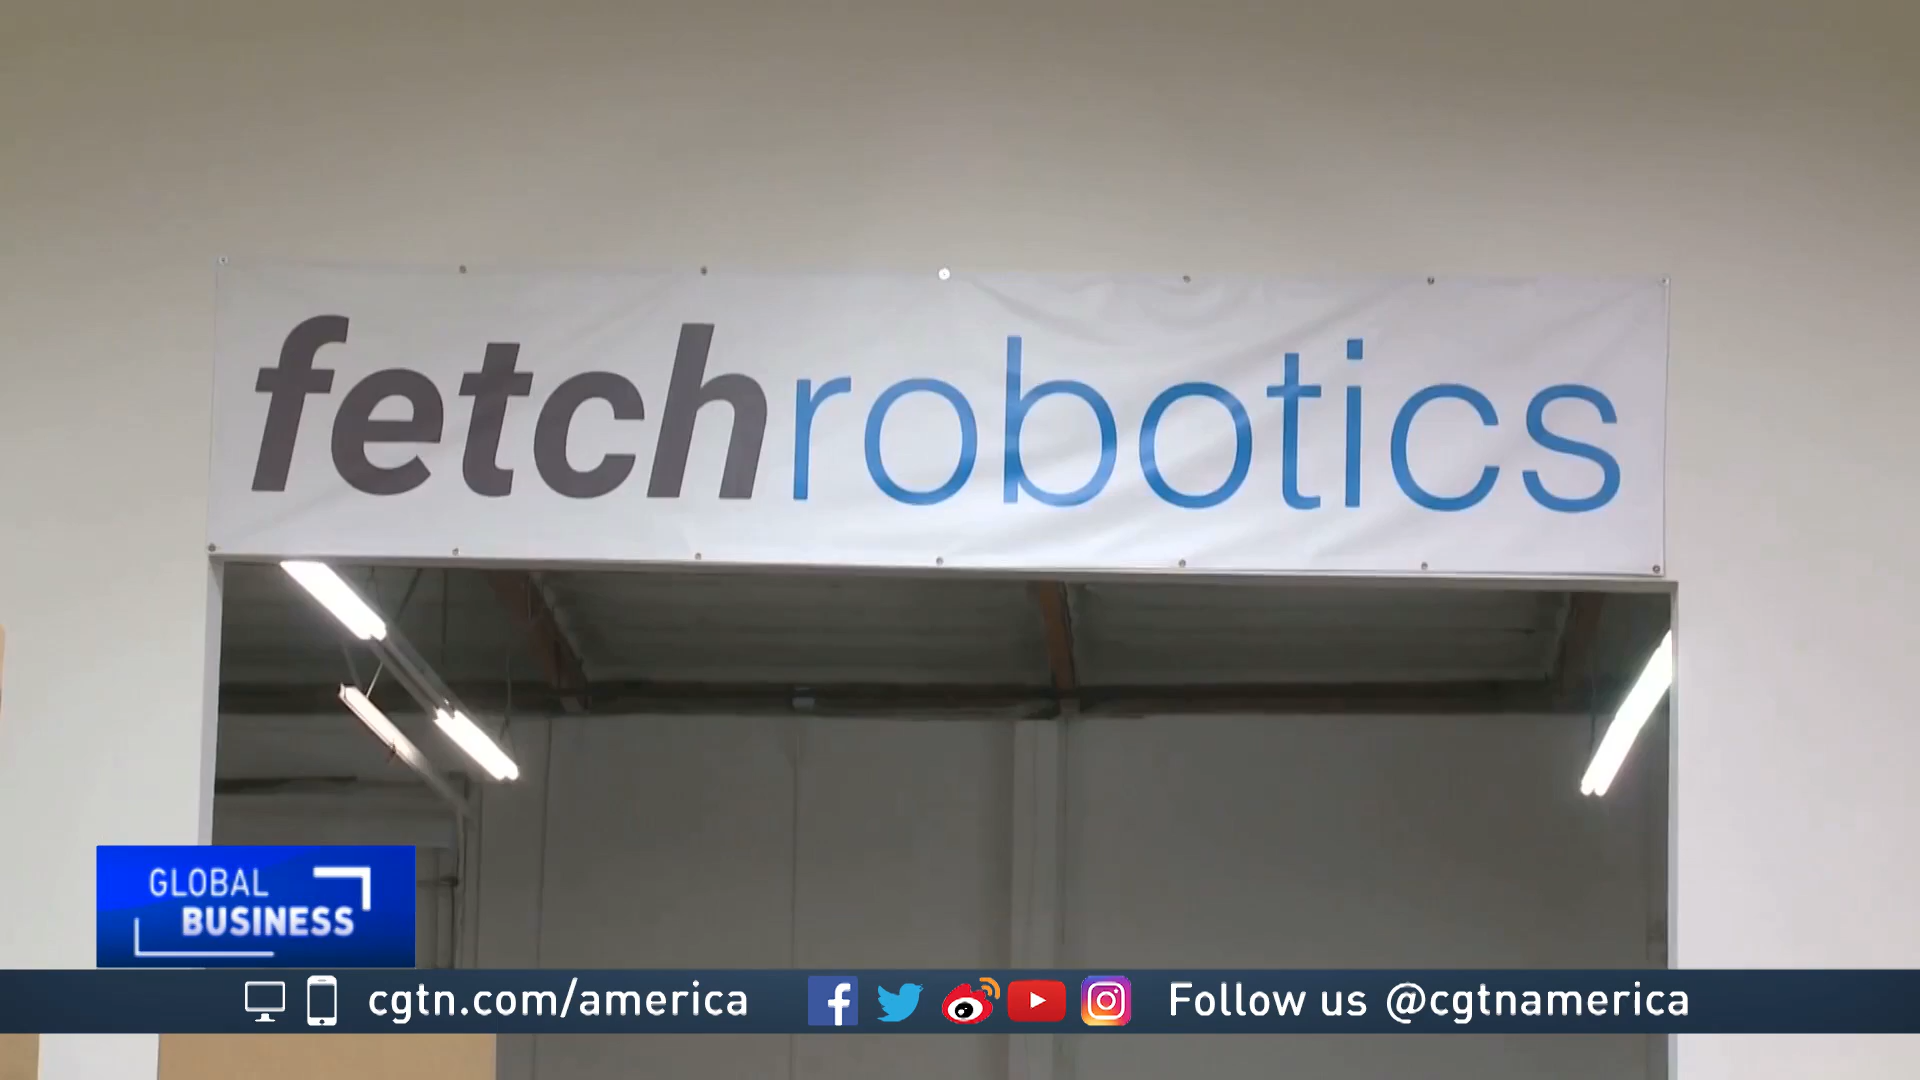 fetchrobotics
GLOBAL
BUSINESS
cgtn.com/america
Follow us @cgtnamerica